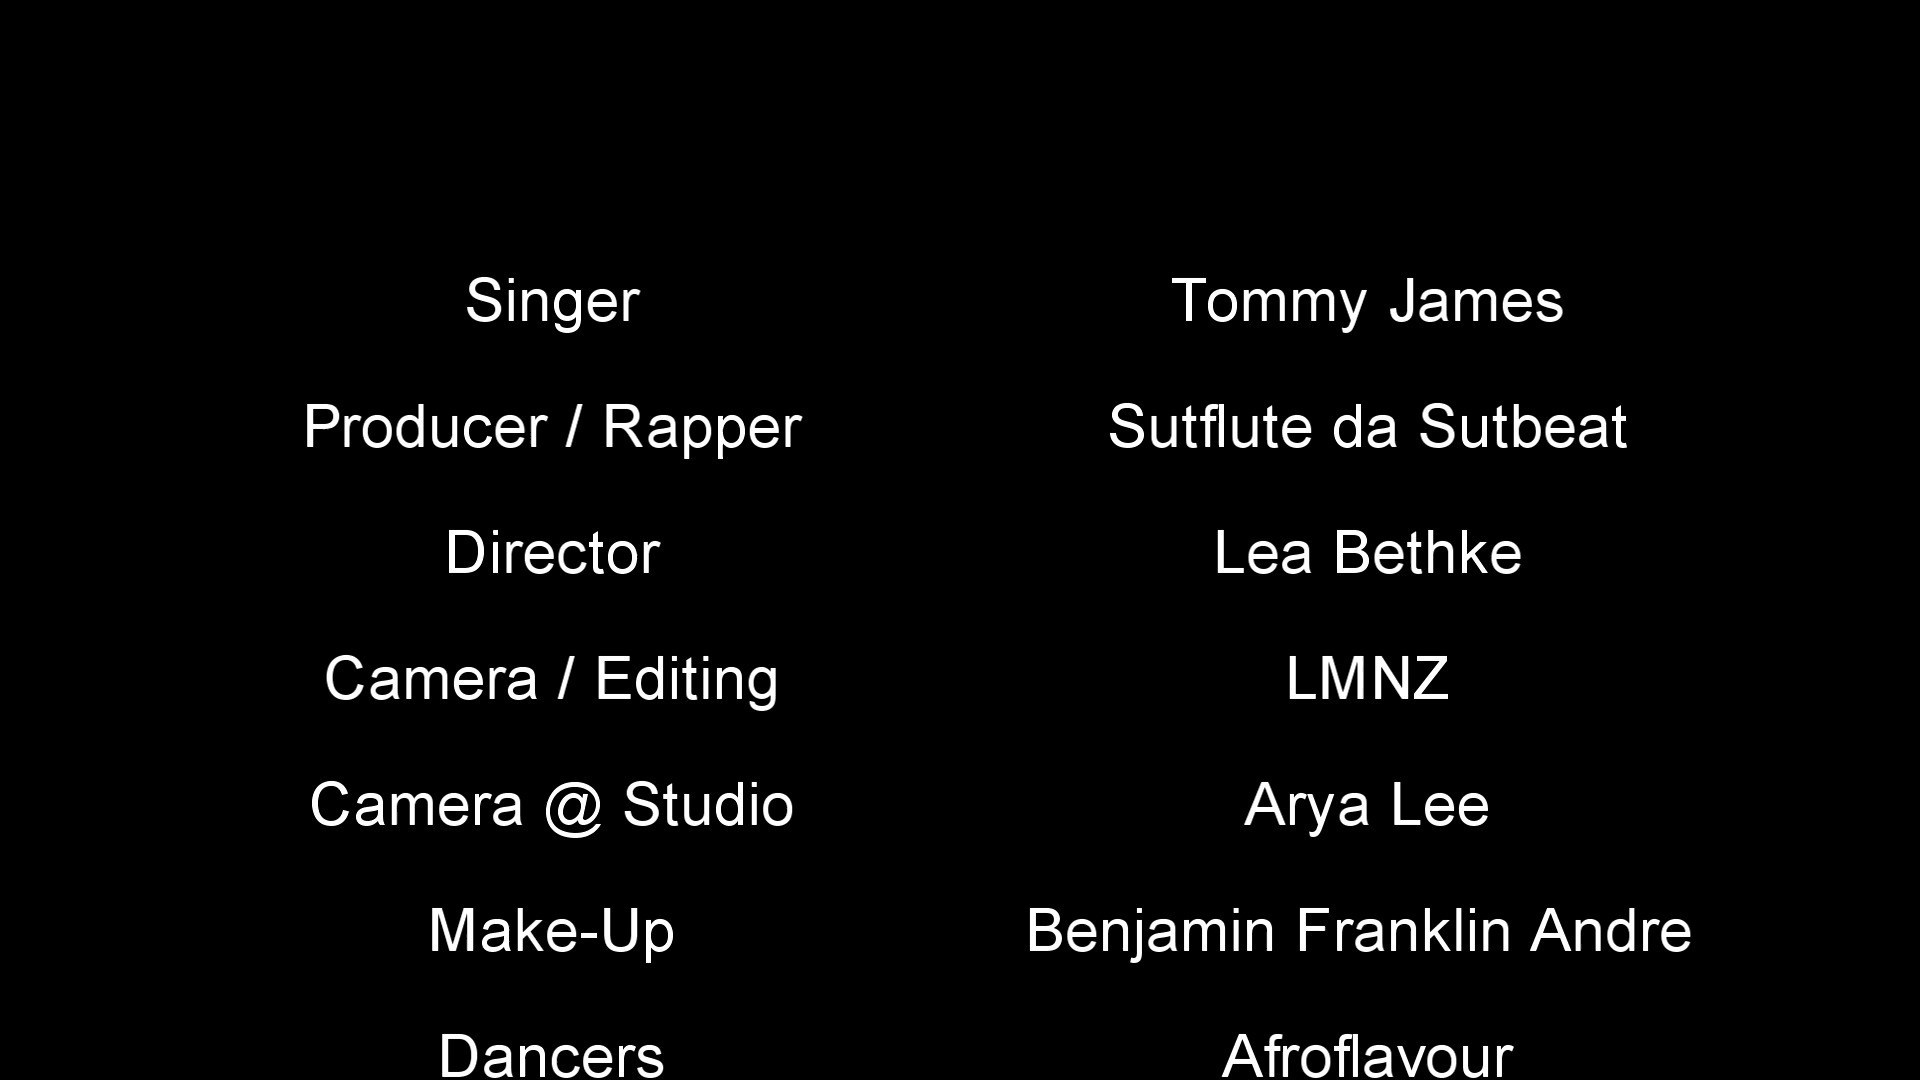 Singer Tommy James
Producer / Rapper Sutflute da Sutbeat
Director Lea Bethke
Camera / Editing LMNZ
Camera @ Studio Arya Lee
Make-Up Benjamin Franklin Andre
Dancers Afroflavour